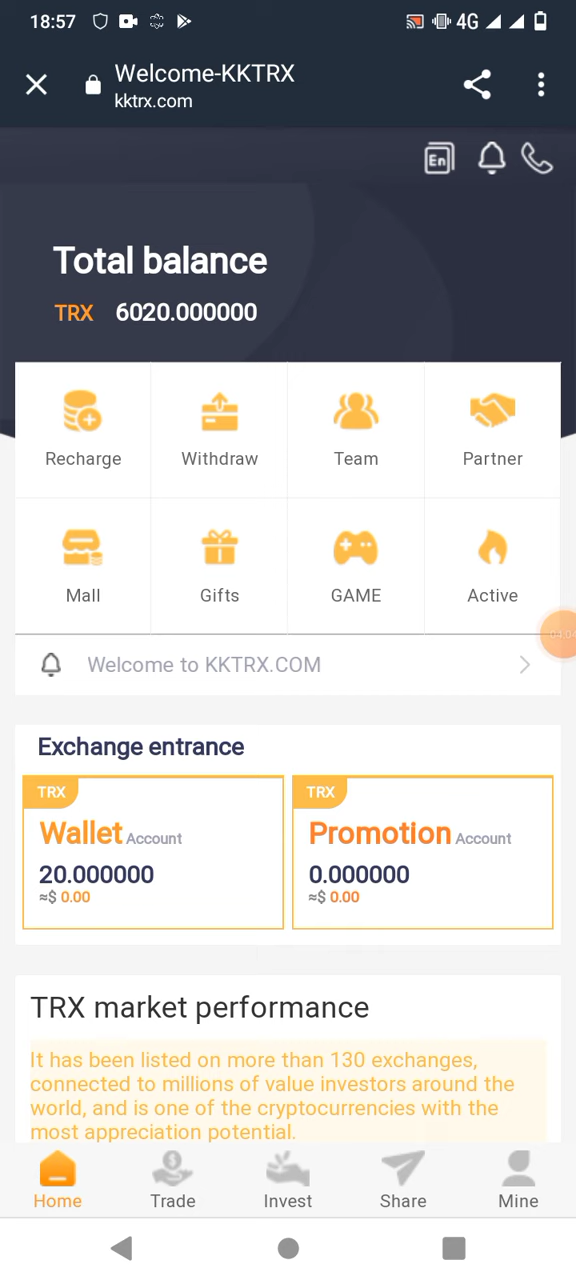 18:57
4G
Welcome-KKTRX
kktrx.com
En
Total balance
TRX 6020.000000
Recharge Withdraw Team Partner
Mall Gifts GAME Active
Welcome to KKTRX.COM
Exchange entrance
TRX TRX
Wallet Account Promotion Account
20.000000 0.000000
≈$ 0.00 ≈$ 0.00
TRX market performance
It has been listed on more than 130 exchanges,
connected to millions of value investors around the
world, and is one of the cryptocurrencies with the
most appreciation potential.
Home Trade Invest Share Mine